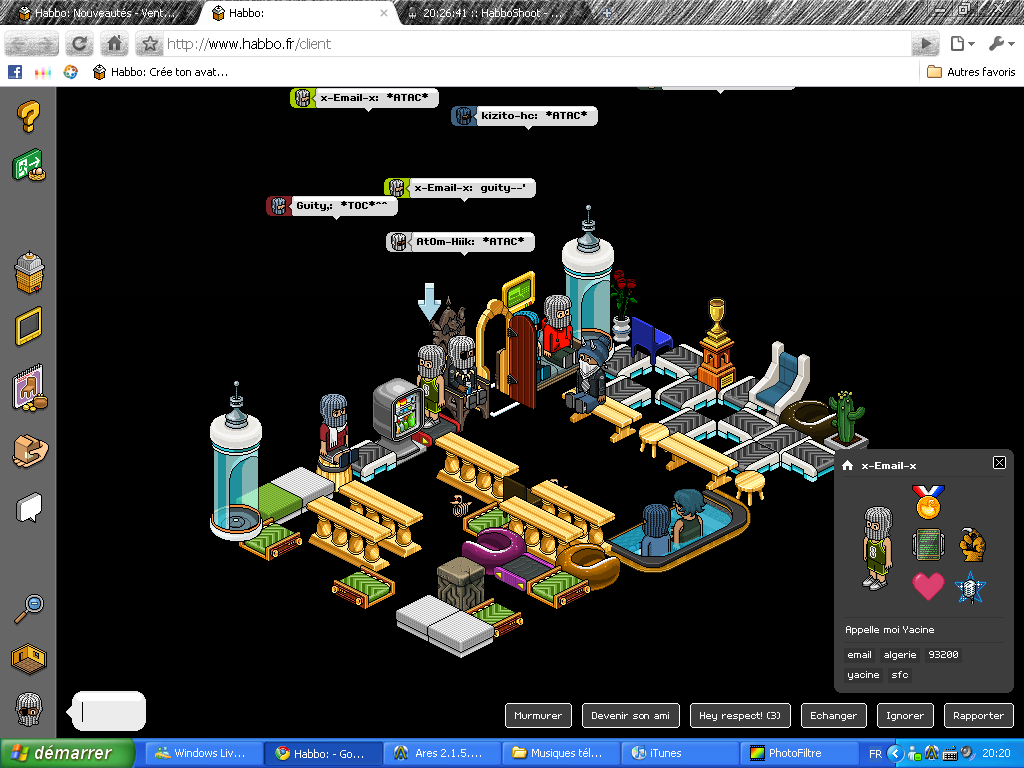 Habbo: Nouveautés - Vent...
Habbo:
20:26:41 :: HabboShoot - ...
http://www.habbo.fr/client
Habbo: Crée ton avat...
Autres favoris
x-Email-x: *ATAC*
kizito-hc: *ATAC*
x-Email-x: guity--'
Guity,: *TOC*^^
AtOm-Hiik: *ATAC*
x-Email-x
Appelle moi Yacine
email algerie 93200
yacine sfc
Murmurer Devenir son ami Hey respect! (3) Echanger Ignorer Rapporter
démarrer Windows Liv... Habbo: - Go... Ares 2.1.5.... Musiques tél... iTunes PhotoFiltre FR 20:20